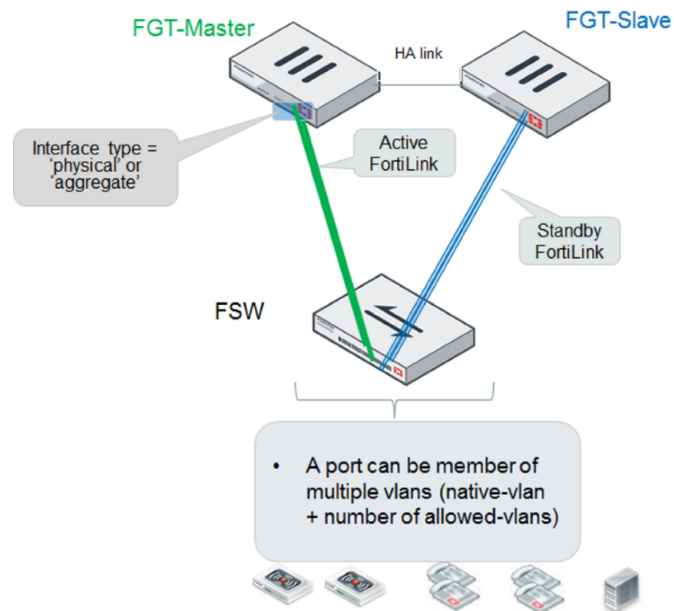 FGT-Master
FGT-Slave
HA link
Interface type =
‘physical’ or
‘aggregate’
Active
FortiLink
Standby
FortiLink
FSW
• A port can be member of
multiple vlans (native-vlan
+ number of allowed-vlans)